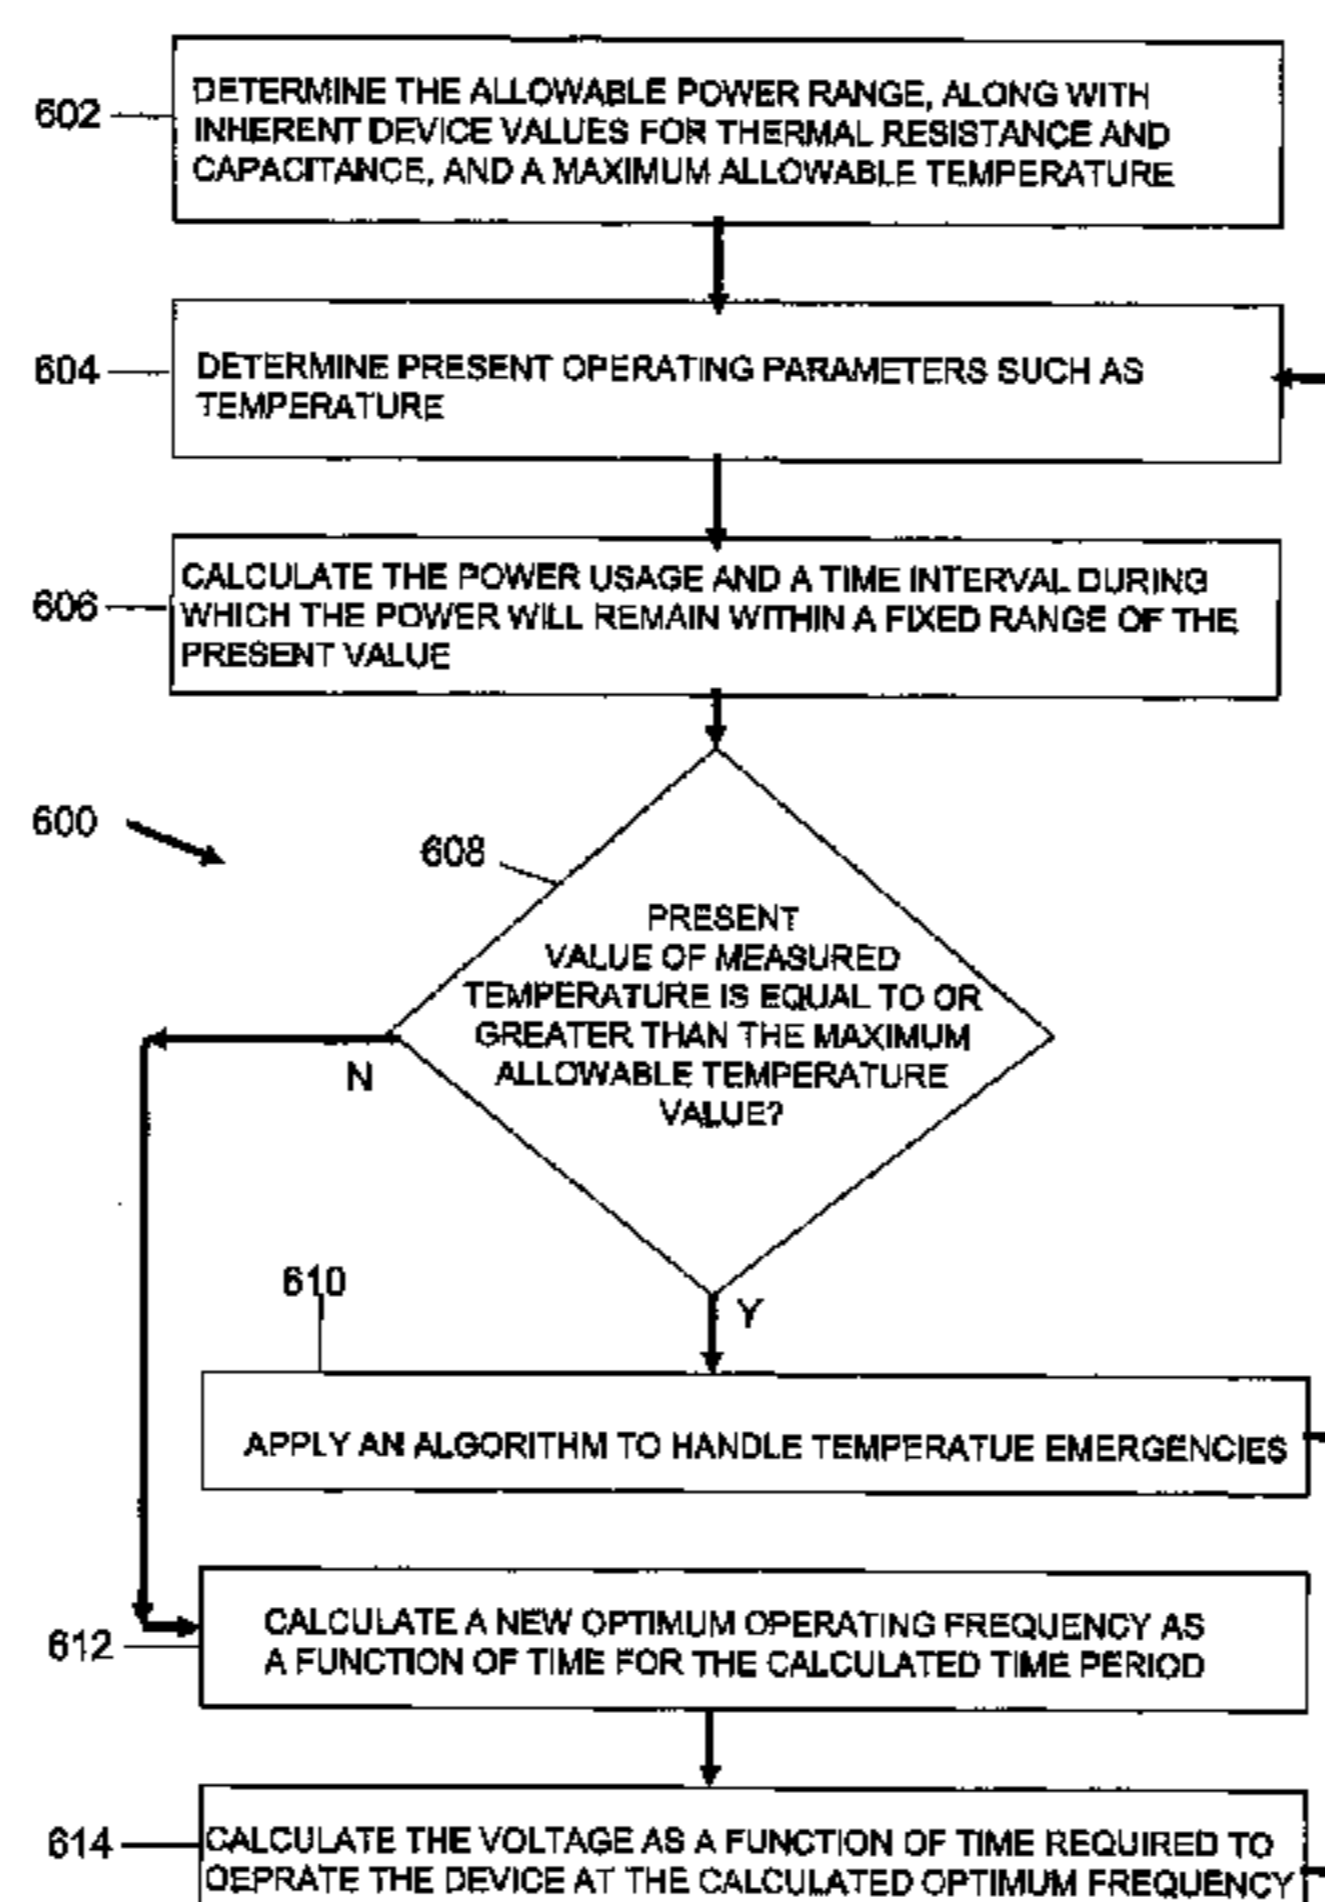 602
DETERMINE THE ALLOWABLE POWER RANGE, ALONG WITH
INHERENT DEVICE VALUES FOR THERMAL RESISTANCE AND
CAPACITANCE, AND A MAXIMUM ALLOWABLE TEMPERATURE
604
DETERMINE PRESENT OPERATING PARAMETERS SUCH AS
TEMPERATURE
606
CALCULATE THE POWER USAGE AND A TIME INTERVAL DURING
WHICH THE POWER WILL REMAIN WITHIN A FIXED RANGE OF THE
PRESENT VALUE
600
608
PRESENT
VALUE OF MEASURED
TEMPERATURE IS EQUAL TO OR
GREATER THAN THE MAXIMUM
ALLOWABLE TEMPERATURE
VALUE?
N
Y
610
APPLY AN ALGORITHM TO HANDLE TEMPERATUE EMERGENCIES
612
CALCULATE A NEW OPTIMUM OPERATING FREQUENCY AS
A FUNCTION OF TIME FOR THE CALCULATED TIME PERIOD
614
CALCULATE THE VOLTAGE AS A FUNCTION OF TIME REQUIRED TO
OEPRATE THE DEVICE AT THE CALCULATED OPTIMUM FREQUENCY